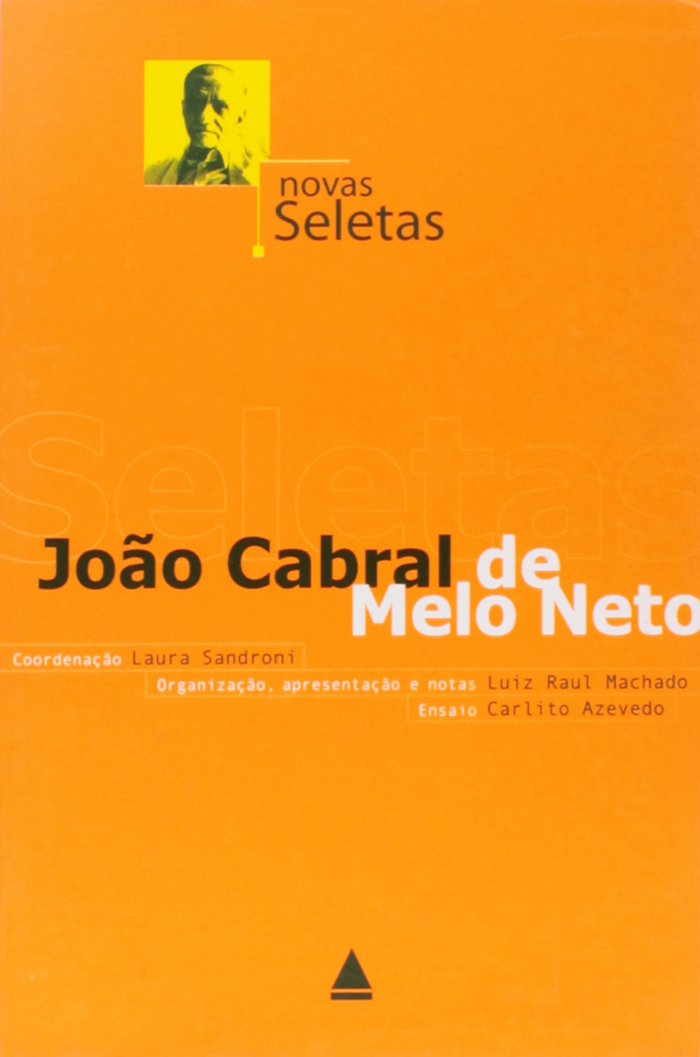 novas
Seletas
Seletas
João Cabral de
Melo Neto
Coordenação Laura Sandroni
Organização, apresentação e notas Luiz Raul Machado
Ensaio Carlito Azevedo